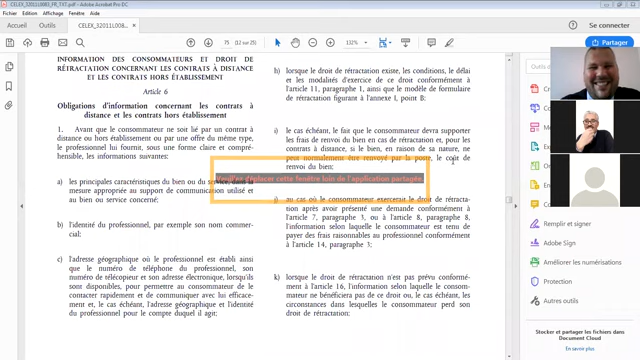 CELEX_32011L0083_FR_TXT.pdf - Adobe Acrobat Pro DC
Fichier Edition Affichage Fenêtre Aide
Accueil Outils CELEX_32011L008... × Se connecter
75 (12 sur 25) 132% Partager
INFORMATION DES CONSOMMATEURS ET DROIT DE
RÉTRACTATION CONCERNANT LES CONTRATS À DISTANCE
ET LES CONTRATS HORS ÉTABLISSEMENT
Article 6
Obligations d'information concernant les contrats à
distance et les contrats hors établissement
1. Avant que le consommateur ne soit lié par un contrat à
distance ou hors établissement ou par une offre du même type,
le professionnel lui fournit, sous une forme claire et compré-
hensible, les informations suivantes:
a) les principales caractéristiques du bien ou du service, dans la
mesure appropriée au support de communication utilisé et
au bien ou service concerné;
b) l'identité du professionnel, par exemple son nom commer-
cial;
c) l'adresse géographique où le professionnel est établi ainsi
que le numéro de téléphone du professionnel, son
numéro de télécopieur et son adresse électronique, lorsqu'ils
sont disponibles, pour permettre au consommateur de le
contacter rapidement et de communiquer avec lui efficace-
ment et, le cas échéant, l'adresse géographique et l'identité
du professionnel pour le compte duquel il agit;
h) lorsque le droit de rétractation existe, les conditions, le délai
et les modalités d'exercice de ce droit conformément à
l'article 11, paragraphe 1, ainsi que le modèle de formulaire
de rétractation figurant à l'annexe I, point B;
i) le cas échéant, le fait que le consommateur devra supporter
les frais de renvoi du bien en cas de rétractation et, pour les
contrats à distance, si le bien, en raison de sa nature, ne
peut normalement être renvoyé par la poste, le coût de
renvoi du bien;
Veuillez déplacer cette fenêtre loin de l'application partagée.
j) au cas où le consommateur exercerait le droit de rétracta-
tion après avoir présenté une demande conformément à
l'article 7, paragraphe 3, ou à l'article 8, paragraphe 8,
l'information selon laquelle le consommateur est tenu de
payer des frais raisonnables au professionnel conformément
à l'article 14, paragraphe 3;
k) lorsque le droit de rétractation n'est pas prévu conformé-
ment à l'article 16, l'information selon laquelle le consom-
mateur ne bénéficiera pas de ce droit ou, le cas échéant, les
circonstances dans lesquelles le consommateur perd son
droit de rétractation;
Remplir et signer
Adobe Sign
Améliorer les numérisations
Protection
Autres outils
Stocker et partager des fichiers dans
Document Cloud
En savoir plus